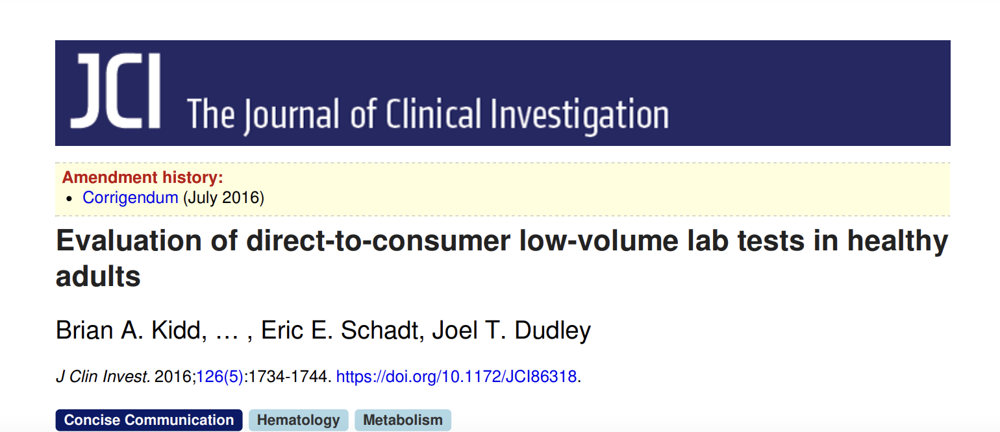 JCI The Journal of Clinical Investigation
Amendment history:
• Corrigendum (July 2016)
Evaluation of direct-to-consumer low-volume lab tests in healthy
adults
Brian A. Kidd, … , Eric E. Schadt, Joel T. Dudley
J Clin Invest. 2016;126(5):1734-1744. https://doi.org/10.1172/JCI86318.
Concise Communication Hematology Metabolism